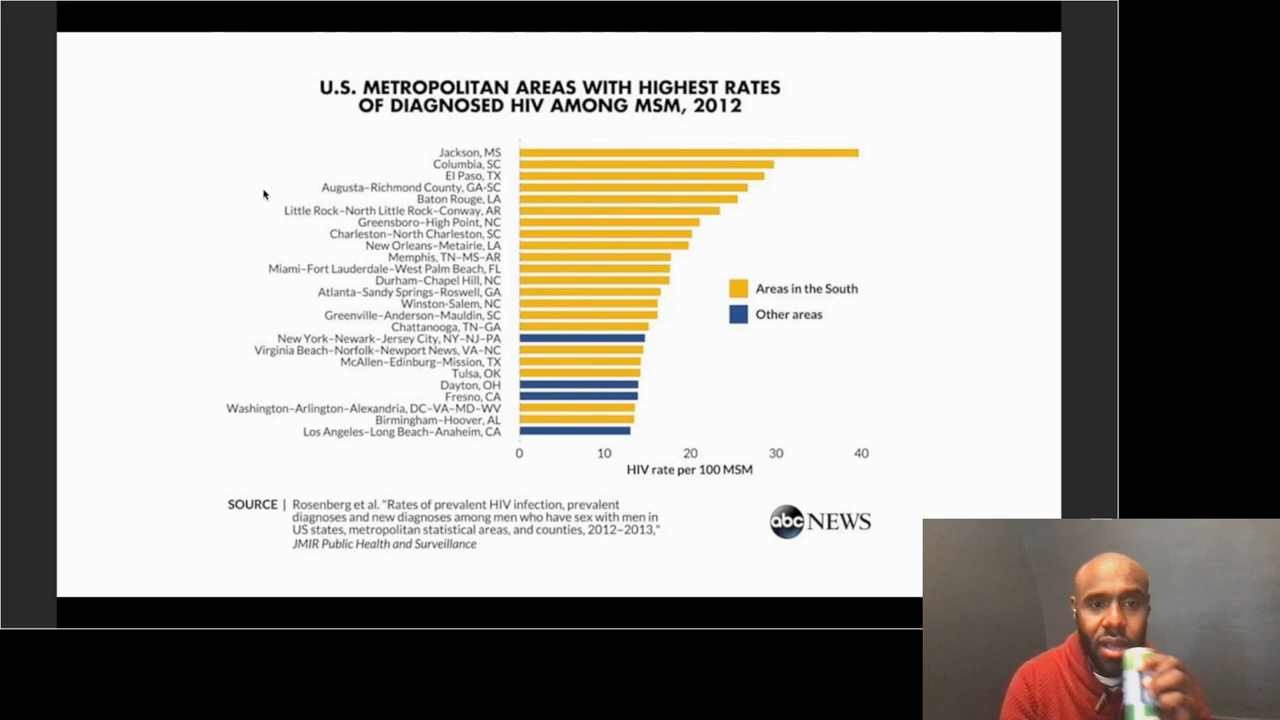 U.S. METROPOLITAN AREAS WITH HIGHEST RATES
OF DIAGNOSED HIV AMONG MSM, 2012
Jackson, MS
Columbia, SC
El Paso, TX
Augusta–Richmond County, GA-SC
Baton Rouge, LA
Little Rock–North Little Rock–Conway, AR
Greensboro–High Point, NC
Charleston–North Charleston, SC
New Orleans–Metairie, LA
Memphis, TN–MS–AR
Miami–Fort Lauderdale–West Palm Beach, FL
Durham–Chapel Hill, NC
Atlanta–Sandy Springs–Roswell, GA
Winston-Salem, NC
Greenville–Anderson–Mauldin, SC
Chattanooga, TN–GA
New York–Newark–Jersey City, NY–NJ–PA
Virginia Beach–Norfolk–Newport News, VA–NC
McAllen–Edinburg–Mission, TX
Tulsa, OK
Dayton, OH
Fresno, CA
Washington–Arlington–Alexandria, DC–VA–MD–WV
Birmingham–Hoover, AL
Los Angeles–Long Beach–Anaheim, CA
Areas in the South
Other areas
0 10 20 30 40
HIV rate per 100 MSM
SOURCE | Rosenberg et al. "Rates of prevalent HIV infection, prevalent
diagnoses and new diagnoses among men who have sex with men in
US states, metropolitan statistical areas, and counties, 2012–2013,"
JMIR Public Health and Surveillance
abc NEWS